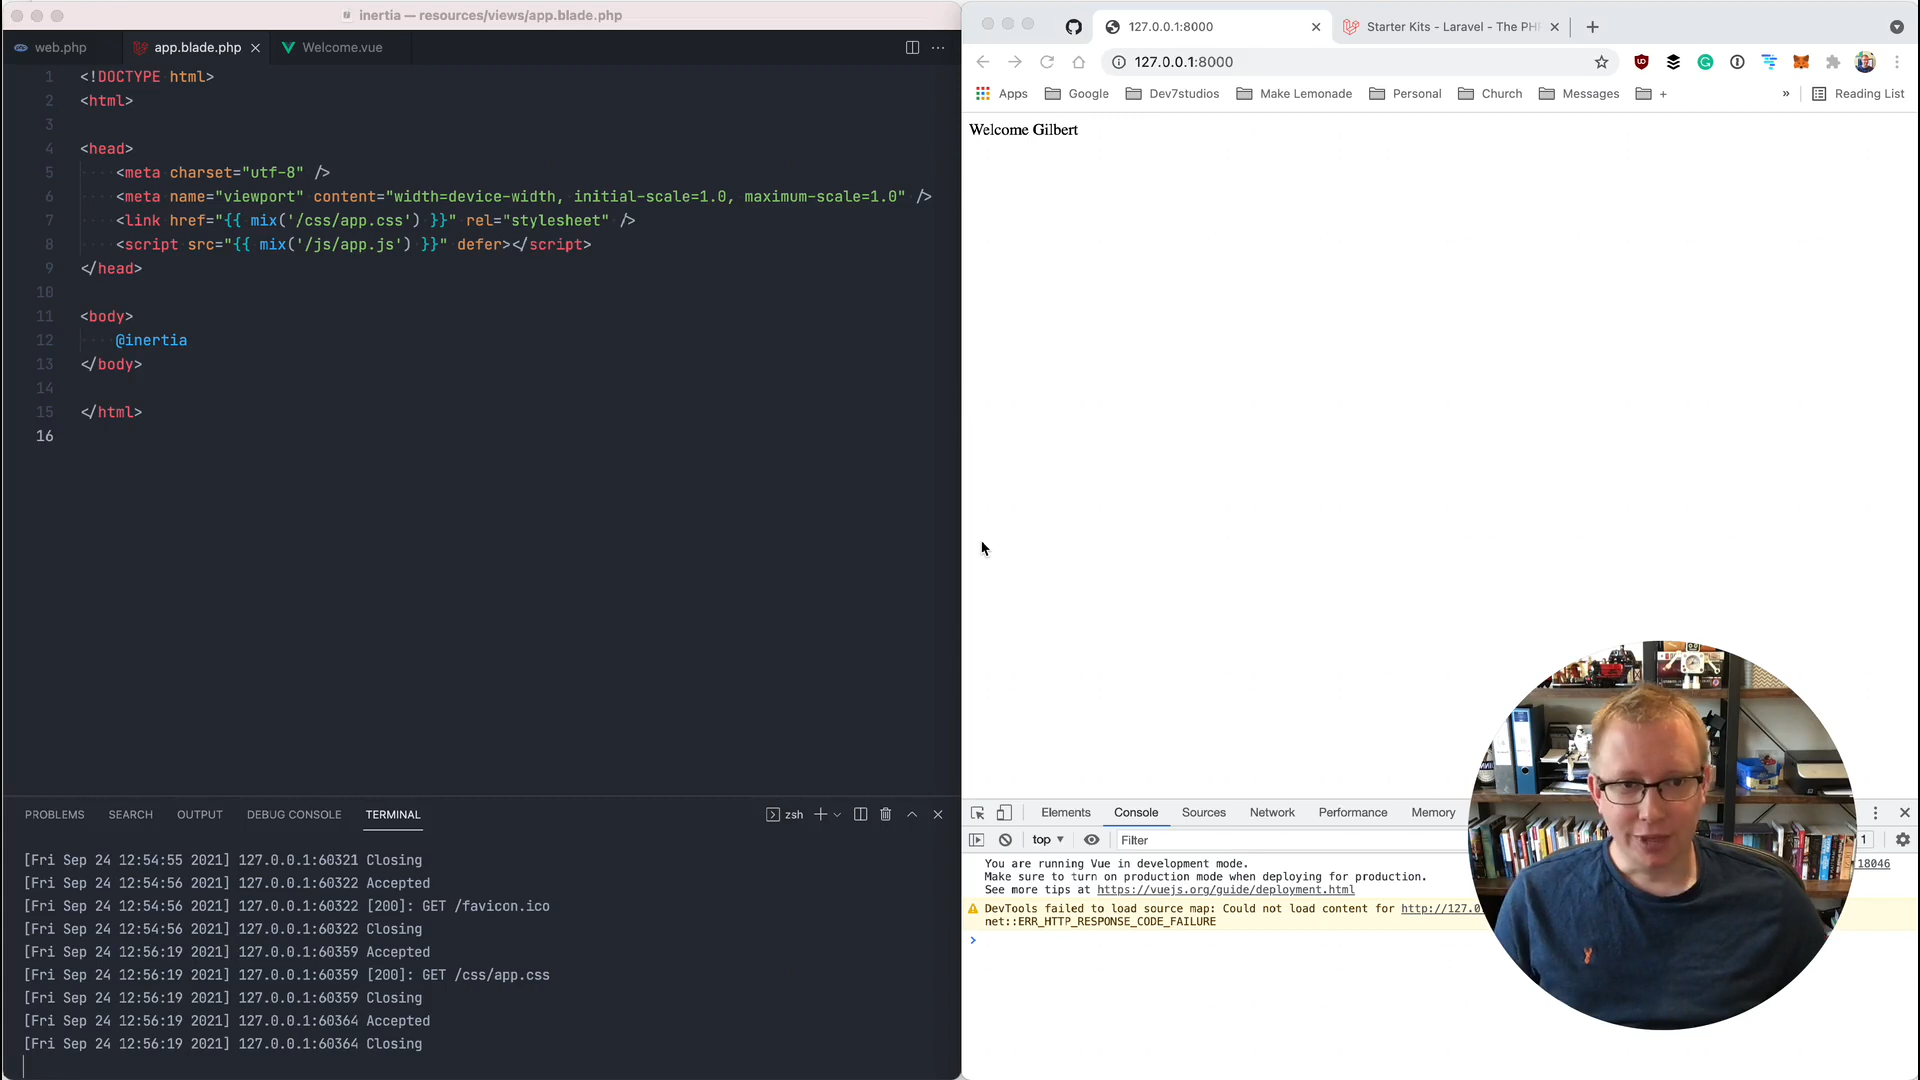 inertia — resources/views/app.blade.php
web.php
app.blade.php
Welcome.vue
1 <!DOCTYPE html>
2 <html>
3
4 <head>
5 <meta charset="utf-8" />
6 <meta name="viewport" content="width=device-width, initial-scale=1.0, maximum-scale=1.0" />
7 <link href="{{ mix('/css/app.css') }}" rel="stylesheet" />
8 <script src="{{ mix('/js/app.js') }}" defer></script>
9 </head>
10
11 <body>
12 @inertia
13 </body>
14
15 </html>
16
PROBLEMS SEARCH OUTPUT DEBUG CONSOLE TERMINAL
zsh
[Fri Sep 24 12:54:55 2021] 127.0.0.1:60321 Closing
[Fri Sep 24 12:54:56 2021] 127.0.0.1:60322 Accepted
[Fri Sep 24 12:54:56 2021] 127.0.0.1:60322 [200]: GET /favicon.ico
[Fri Sep 24 12:54:56 2021] 127.0.0.1:60322 Closing
[Fri Sep 24 12:56:19 2021] 127.0.0.1:60359 Accepted
[Fri Sep 24 12:56:19 2021] 127.0.0.1:60359 [200]: GET /css/app.css
[Fri Sep 24 12:56:19 2021] 127.0.0.1:60359 Closing
[Fri Sep 24 12:56:19 2021] 127.0.0.1:60364 Accepted
[Fri Sep 24 12:56:19 2021] 127.0.0.1:60364 Closing
127.0.0.1:8000
Starter Kits - Laravel - The PH
127.0.0.1:8000
Apps Google Dev7studios Make Lemonade Personal Church Messages + » Reading List
Welcome Gilbert
Elements Console Sources Network Performance Memory
top Filter 1
You are running Vue in development mode. 18046
Make sure to turn on production mode when deploying for production.
See more tips at https://vuejs.org/guide/deployment.html
DevTools failed to load source map: Could not load content for http://127.0
net::ERR_HTTP_RESPONSE_CODE_FAILURE